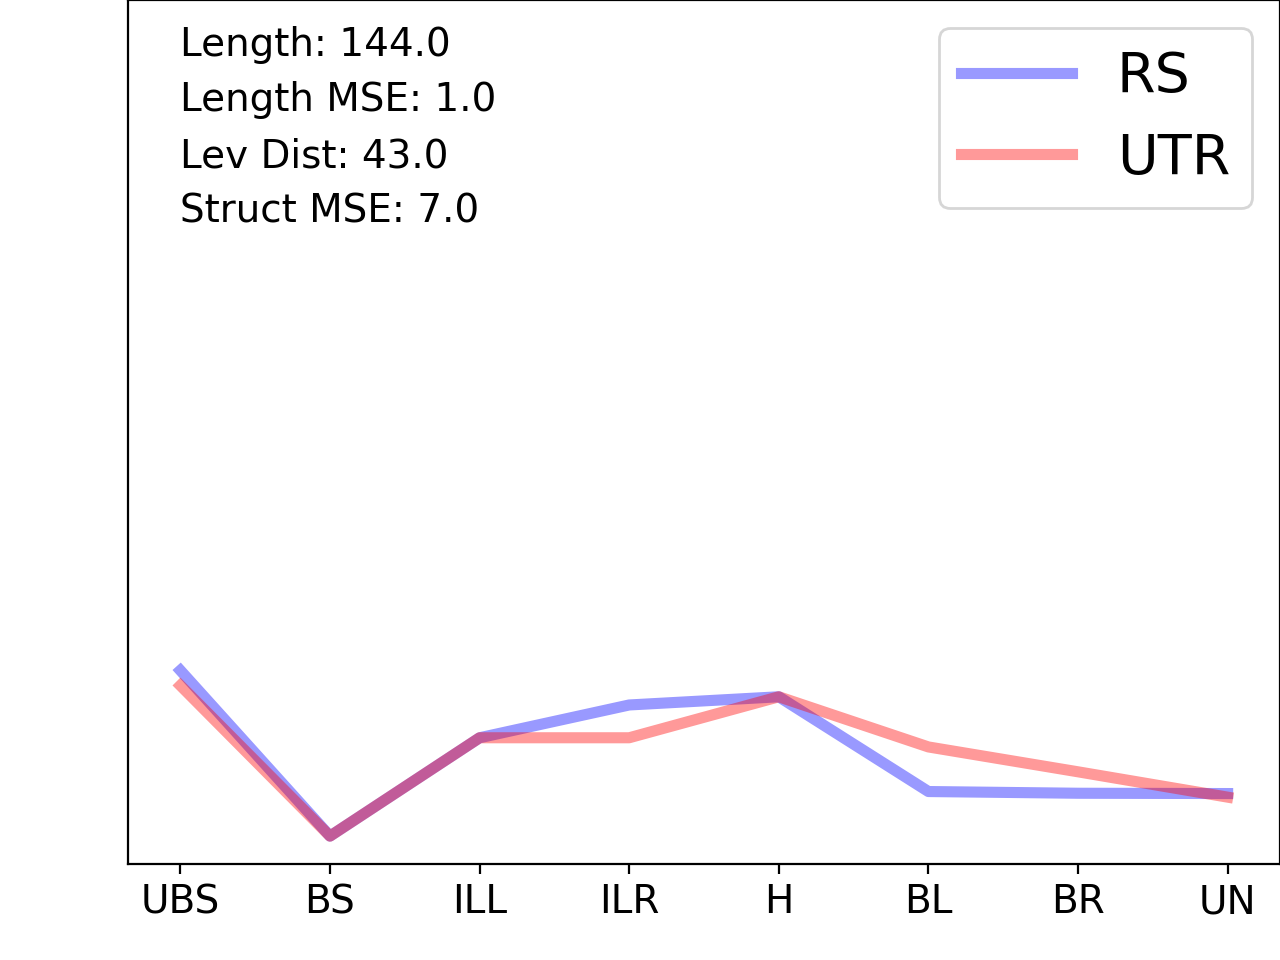 Length: 144.0
Length MSE: 1.0
Lev Dist: 43.0
Struct MSE: 7.0
RS
UTR
UBS BS ILL ILR H BL BR UN